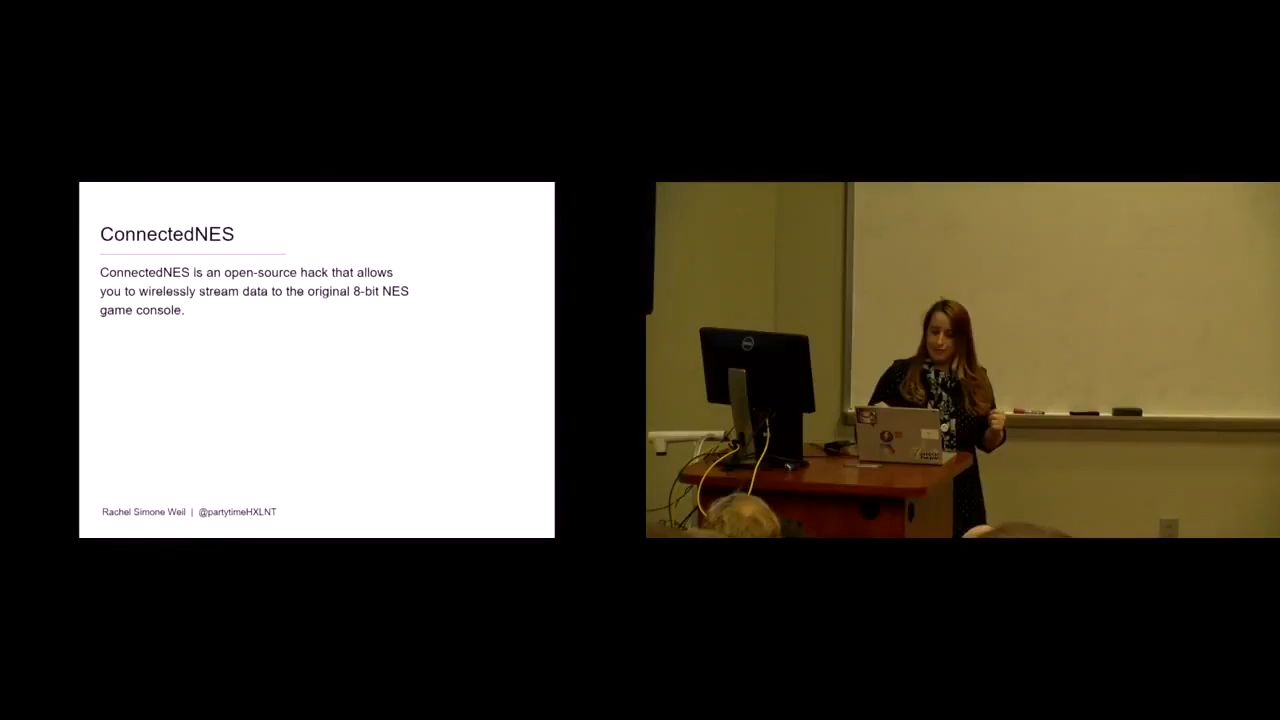 ConnectedNES
ConnectedNES is an open-source hack that allows
you to wirelessly stream data to the original 8-bit NES
game console.
Rachel Simone Weil | @partytimeHXLNT
DELL